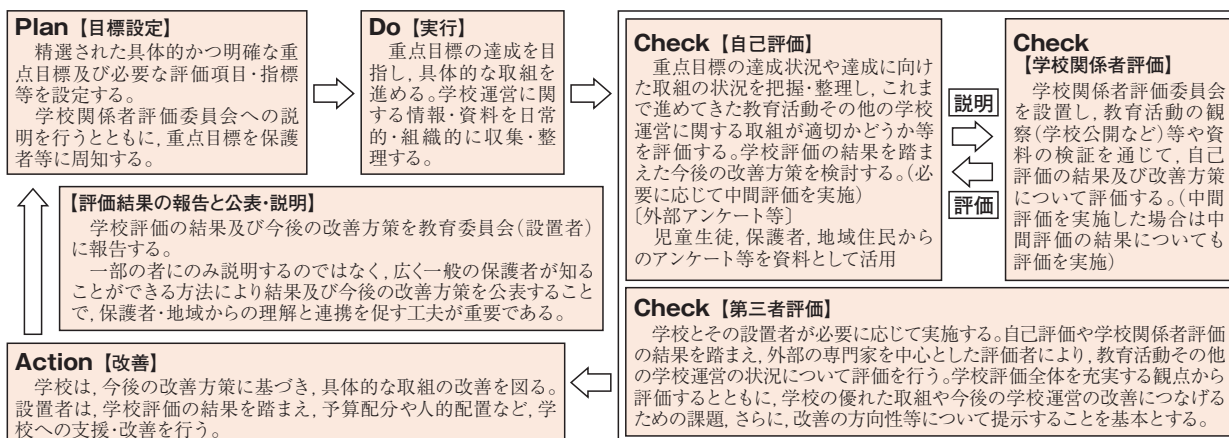 Plan【目標設定】
精選された具体的かつ明確な重
点目標及び必要な評価項目・指標
等を設定する。
学校関係者評価委員会への説
明を行うとともに,重点目標を保護
者等に周知する。
Do【実行】
重点目標の達成を目
指し,具体的な取組を
進める。学校運営に関
する情報・資料を日常
的・組織的に収集・整
理する。
Check【自己評価】
重点目標の達成状況や達成に向け
た取組の状況を把握・整理し,これま
で進めてきた教育活動その他の学校
運営に関する取組が適切かどうか等
を評価する。学校評価の結果を踏ま
えた今後の改善方策を検討する。(必
要に応じて中間評価を実施)
〔外部アンケート等〕
児童生徒,保護者,地域住民から
のアンケート等を資料として活用
説明
評価
Check
【学校関係者評価】
学校関係者評価委員会
を設置し,教育活動の観
察(学校公開など)等や資
料の検証を通じて,自己
評価の結果及び改善方策
について評価する。(中間
評価を実施した場合は中
間評価の結果についても
評価を実施)
Check【第三者評価】
学校とその設置者が必要に応じて実施する。自己評価や学校関係者評価
の結果を踏まえ,外部の専門家を中心とした評価者により,教育活動その他
の学校運営の状況について評価を行う。学校評価全体を充実する観点から
評価するとともに,学校の優れた取組や今後の学校運営の改善につなげる
ための課題,さらに,改善の方向性等について提示することを基本とする。
Action【改善】
学校は,今後の改善方策に基づき,具体的な取組の改善を図る。
設置者は,学校評価の結果を踏まえ,予算配分や人的配置など,学
校への支援・改善を行う。
【評価結果の報告と公表・説明】
学校評価の結果及び今後の改善方策を教育委員会(設置者)
に報告する。
一部の者にのみ説明するのではなく,広く一般の保護者が知る
ことができる方法により結果及び今後の改善方策を公表すること
で,保護者・地域からの理解と連携を促す工夫が重要である。